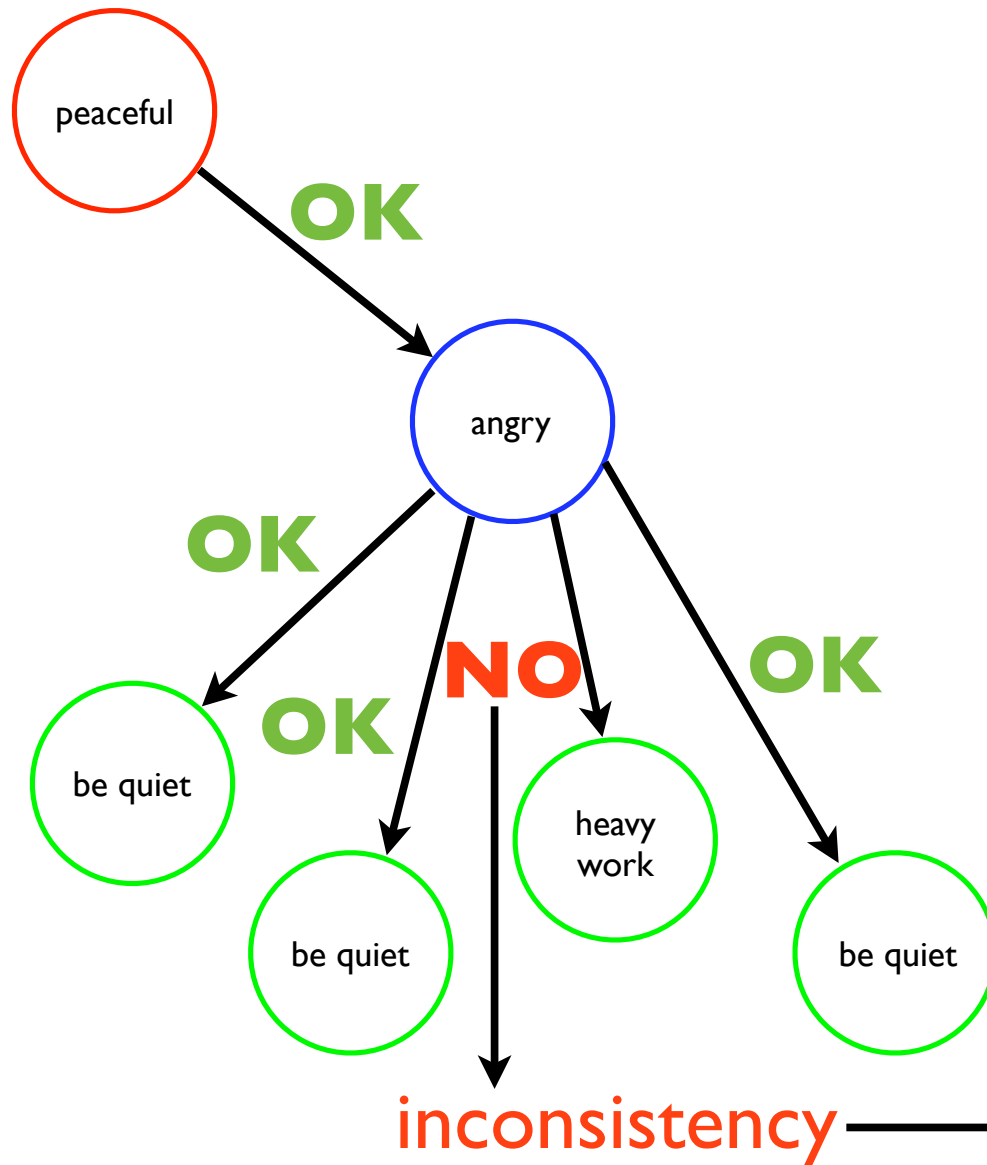 peaceful
OK
angry
OK
NO
OK
OK
be quiet
heavy
work
be quiet
be quiet
inconsistency